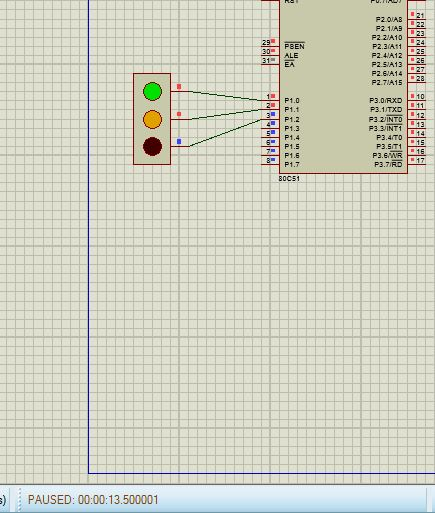 RST P0.7/AD7
P2.0/A8 21
P2.1/A9 22
P2.2/A10 23
29 PSEN P2.3/A11 24
30 ALE P2.4/A12 25
31 EA P2.5/A13 26
P2.6/A14 27
P2.7/A15 28
1 P1.0 P3.0/RXD 10
2 P1.1 P3.1/TXD 11
3 P1.2 P3.2/INT0 12
4 P1.3 P3.3/INT1 13
5 P1.4 P3.4/T0 14
6 P1.5 P3.5/T1 15
7 P1.6 P3.6/WR 16
8 P1.7 P3.7/RD 17
80C51
s) PAUSED: 00:00:13.500001